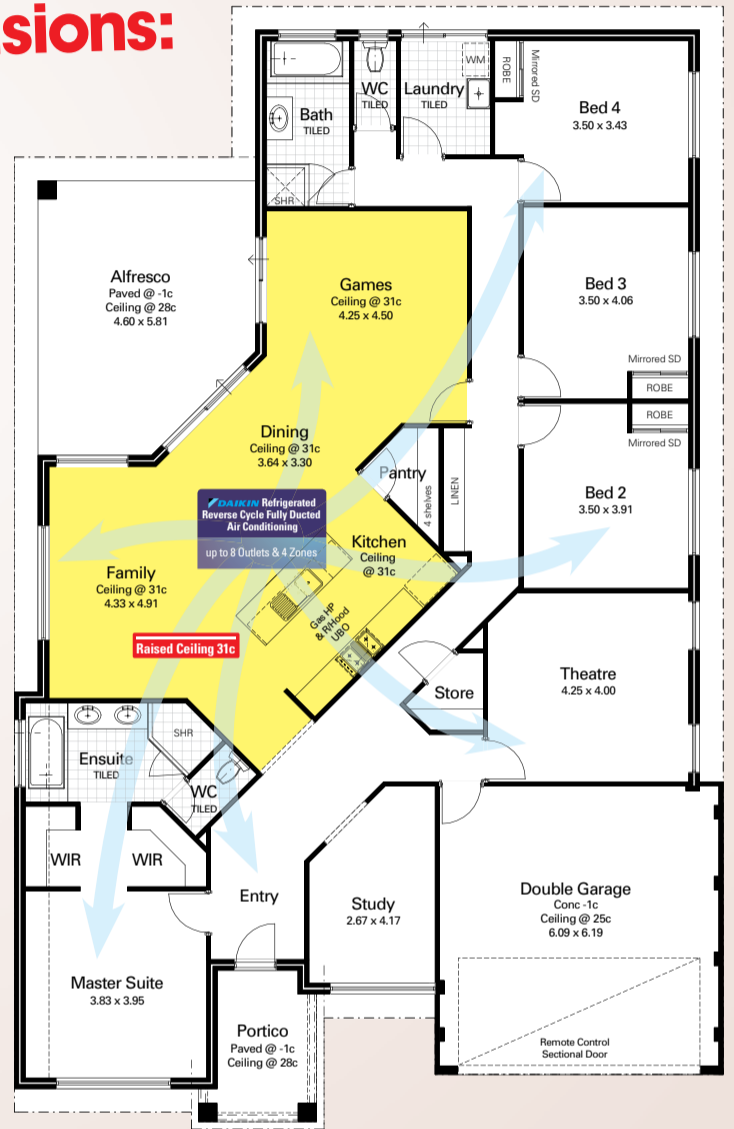 sions:
WC
TILED
Laundry
TILED
WM
ROBE
Mirrored SD
Bed 4
3.50 x 3.43
Bath
TILED
SHR
Alfresco
Paved @ -1c
Ceiling @ 28c
4.60 x 5.81
Games
Ceiling @ 31c
4.25 x 4.50
Bed 3
3.50 x 4.06
Mirrored SD
ROBE
ROBE
Mirrored SD
Dining
Ceiling @ 31c
3.64 x 3.30
Pantry
4 shelves
LINEN
Bed 2
3.50 x 3.91
DAIKIN Refrigerated
Reverse Cycle Fully Ducted
Air Conditioning
up to 8 Outlets & 4 Zones
Kitchen
Ceiling
@ 31c
Family
Ceiling @ 31c
4.33 x 4.91
Gas HP
& R/Hood
UBO
Raised Ceiling 31c
Theatre
4.25 x 4.00
Store
Ensuite
TILED
SHR
WC
TILED
WIR
WIR
Entry
Study
2.67 x 4.17
Double Garage
Conc -1c
Ceiling @ 25c
6.09 x 6.19
Master Suite
3.83 x 3.95
Portico
Paved @ -1c
Ceiling @ 28c
Remote Control
Sectional Door